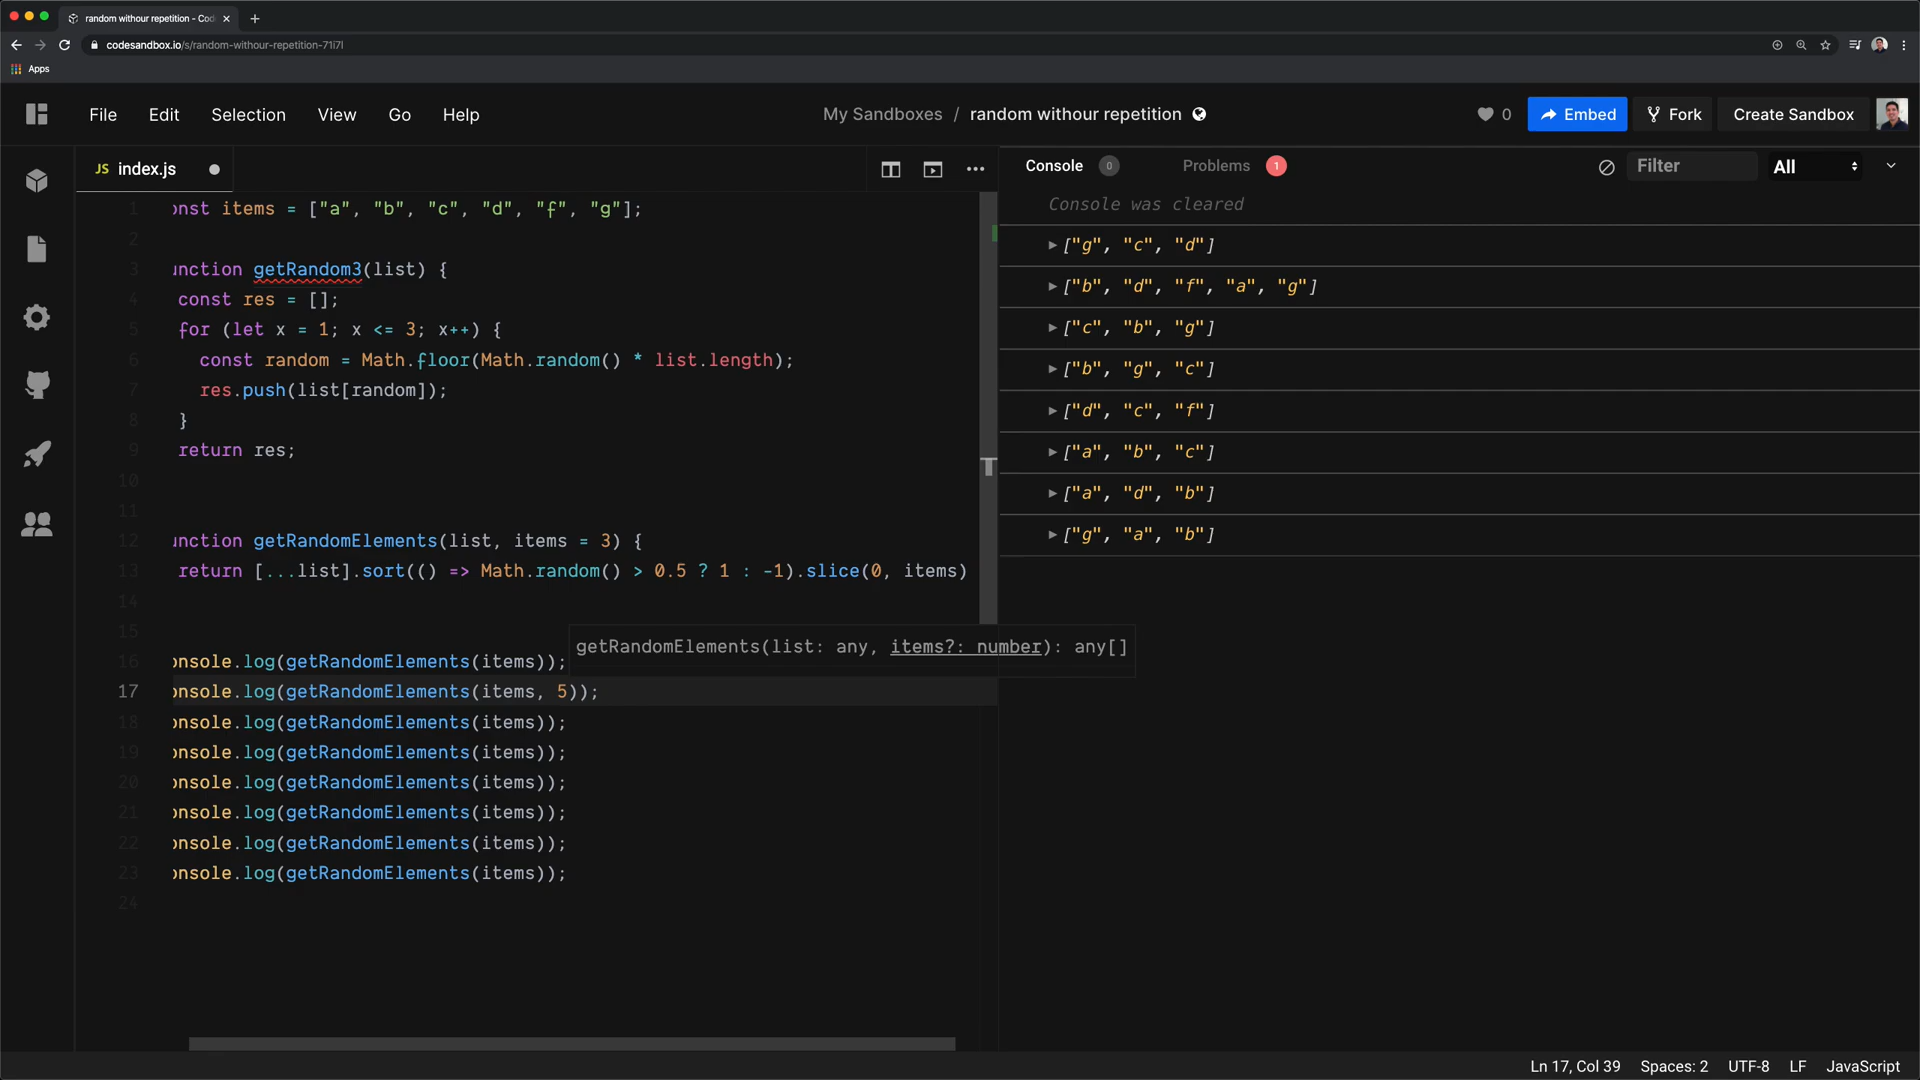 random withour repetition - Cod
codesandbox.io/s/random-withour-repetition-71i7l
Apps
File Edit Selection View Go Help
My Sandboxes / random withour repetition
0 Embed Fork Create Sandbox
JS index.js
Console 0 Problems 1 Filter All
Console was cleared
1 onst items = ["a", "b", "c", "d", "f", "g"];
2
3 unction getRandom3(list) {
4 const res = [];
5 for (let x = 1; x <= 3; x++) {
6 const random = Math.floor(Math.random() * list.length);
7 res.push(list[random]);
8 }
9 return res;
10
11
12 unction getRandomElements(list, items = 3) {
13 return [...list].sort(() => Math.random() > 0.5 ? 1 : -1).slice(0, items)
14
15
getRandomElements(list: any, items?: number): any[]
16 onsole.log(getRandomElements(items));
17 onsole.log(getRandomElements(items, 5));
18 onsole.log(getRandomElements(items));
19 onsole.log(getRandomElements(items));
20 onsole.log(getRandomElements(items));
21 onsole.log(getRandomElements(items));
22 onsole.log(getRandomElements(items));
23 onsole.log(getRandomElements(items));
24
["g", "c", "d"]
["b", "d", "f", "a", "g"]
["c", "b", "g"]
["b", "g", "c"]
["d", "c", "f"]
["a", "b", "c"]
["a", "d", "b"]
["g", "a", "b"]
Ln 17, Col 39 Spaces: 2 UTF-8 LF JavaScript